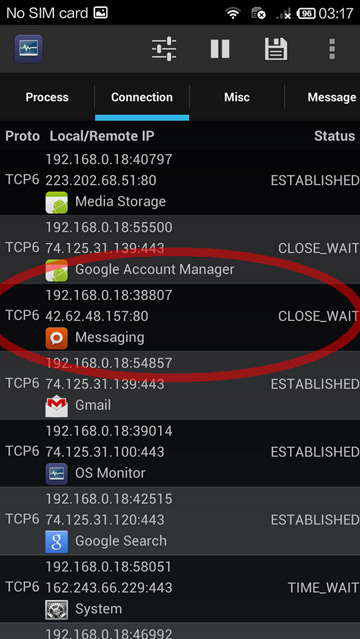 No SIM card 96 03:17
Process Connection Misc Message
Proto Local/Remote IP Status
192.168.0.18:40797
TCP6 223.202.68.51:80 ESTABLISHED
Media Storage
192.168.0.18:55500
TCP6 74.125.31.139:443 CLOSE_WAIT
Google Account Manager
192.168.0.18:38807
TCP6 42.62.48.157:80 CLOSE_WAIT
Messaging
192.168.0.18:54857
TCP6 74.125.31.139:443 ESTABLISHED
Gmail
192.168.0.18:39014
TCP6 74.125.31.100:443 ESTABLISHED
OS Monitor
192.168.0.18:42515
TCP6 74.125.31.120:443 ESTABLISHED
Google Search
192.168.0.18:58051
TCP6 162.243.66.229:443 TIME_WAIT
System
192.168.0.18:46992